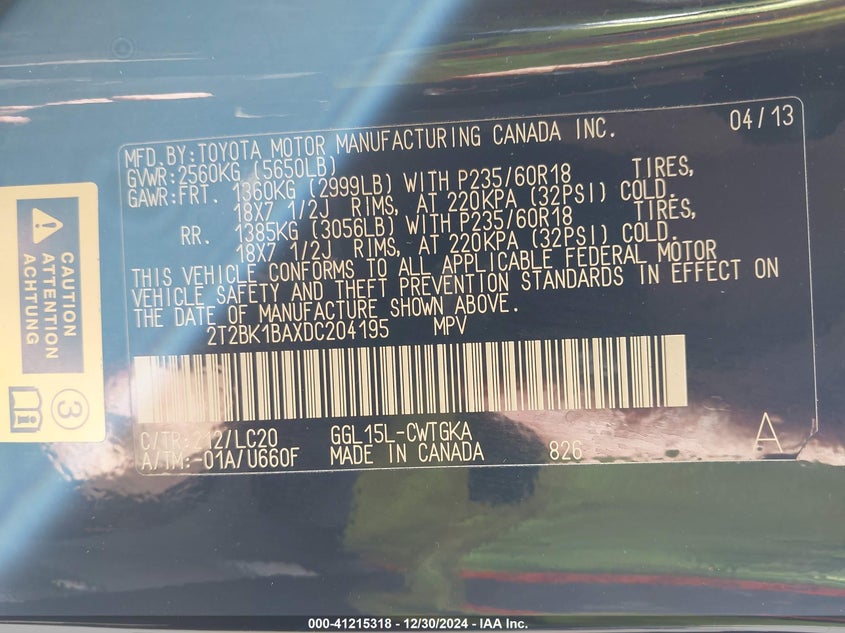 MFD.BY:TOYOTA MOTOR MANUFACTURING CANADA INC. 04/13
GVWR:2560KG (5650LB)
GAWR:FRT. 1360KG (2999LB) WITH P235/60R18 TIRES,
18X7 1/2J RIMS, AT 220KPA (32PSI) COLD.
RR. 1385KG (3056LB) WITH P235/60R18 TIRES,
18X7 1/2J RIMS, AT 220KPA (32PSI) COLD.
THIS VEHICLE CONFORMS TO ALL APPLICABLE FEDERAL MOTOR
VEHICLE SAFETY AND THEFT PREVENTION STANDARDS IN EFFECT ON
THE DATE OF MANUFACTURE SHOWN ABOVE.
2T2BK1BAXDC204195 MPV
C/TR:212/LC20 GGL15L-CWTGKA
A/TM:-01A/U660F MADE IN CANADA 826 A
CAUTION
ATTENTION
ACHTUNG
3
000-41215318 - 12/30/2024 - IAA Inc.